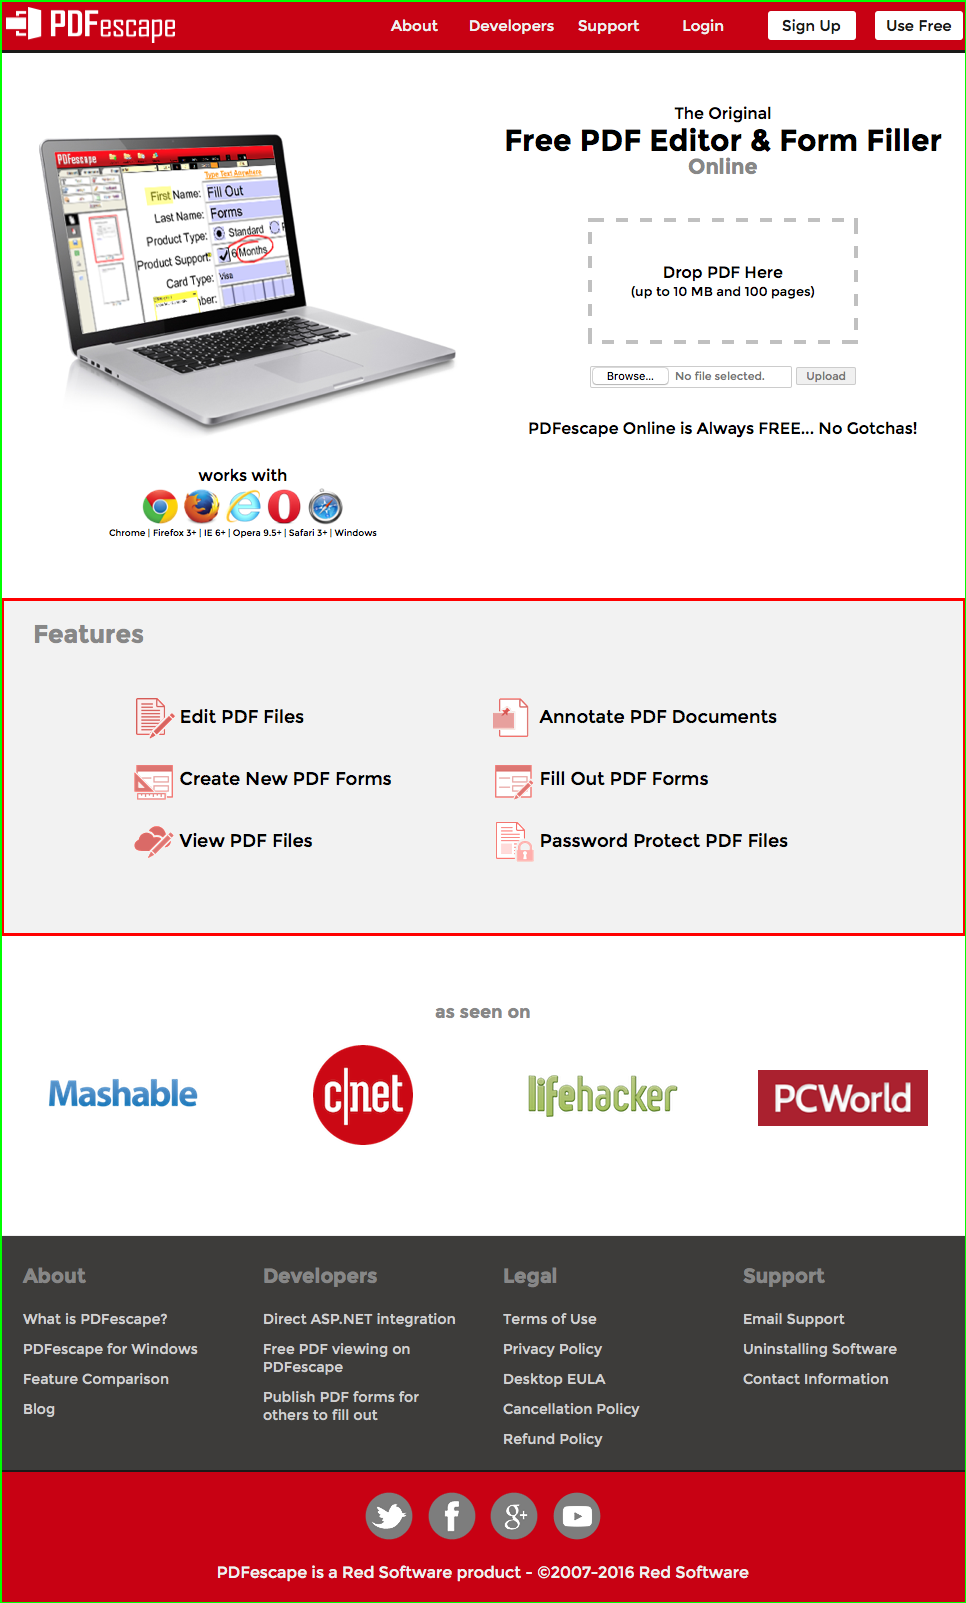 PDFescape
About Developers Support Login Sign Up Use Free
The Original
Free PDF Editor & Form Filler
Online
PDFescape
Type Text Anywhere
First Name: Fill Out
Last Name: Forms
Product Type: Standard
Product Support: 6 Months
Card Type: Visa
Drop PDF Here
(up to 10 MB and 100 pages)
Browse... No file selected. Upload
PDFescape Online is Always FREE... No Gotchas!
works with
Chrome | Firefox 3+ | IE 6+ | Opera 9.5+ | Safari 3+ | Windows
Features
Edit PDF Files
Annotate PDF Documents
Create New PDF Forms
Fill Out PDF Forms
View PDF Files
Password Protect PDF Files
as seen on
Mashable
c|net
lifehacker
PCWorld
About
What is PDFescape?
PDFescape for Windows
Feature Comparison
Blog
Developers
Direct ASP.NET integration
Free PDF viewing on
PDFescape
Publish PDF forms for
others to fill out
Legal
Terms of Use
Privacy Policy
Desktop EULA
Cancellation Policy
Refund Policy
Support
Email Support
Uninstalling Software
Contact Information
g+
PDFescape is a Red Software product - ©2007-2016 Red Software